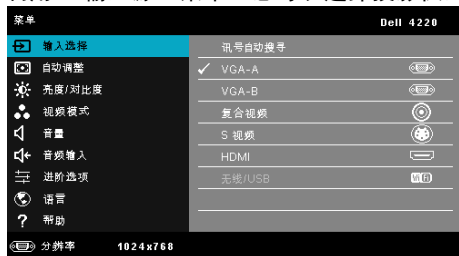 菜单 Dell 4220
输入选择 讯号自动搜寻
自动调整 VGA-A
亮度/对比度 VGA-B
视频模式 复合视频
音量 S 视频
音频输入 HDMI
进阶选项 无线/USB
语言
帮助
分辨率 1024x768